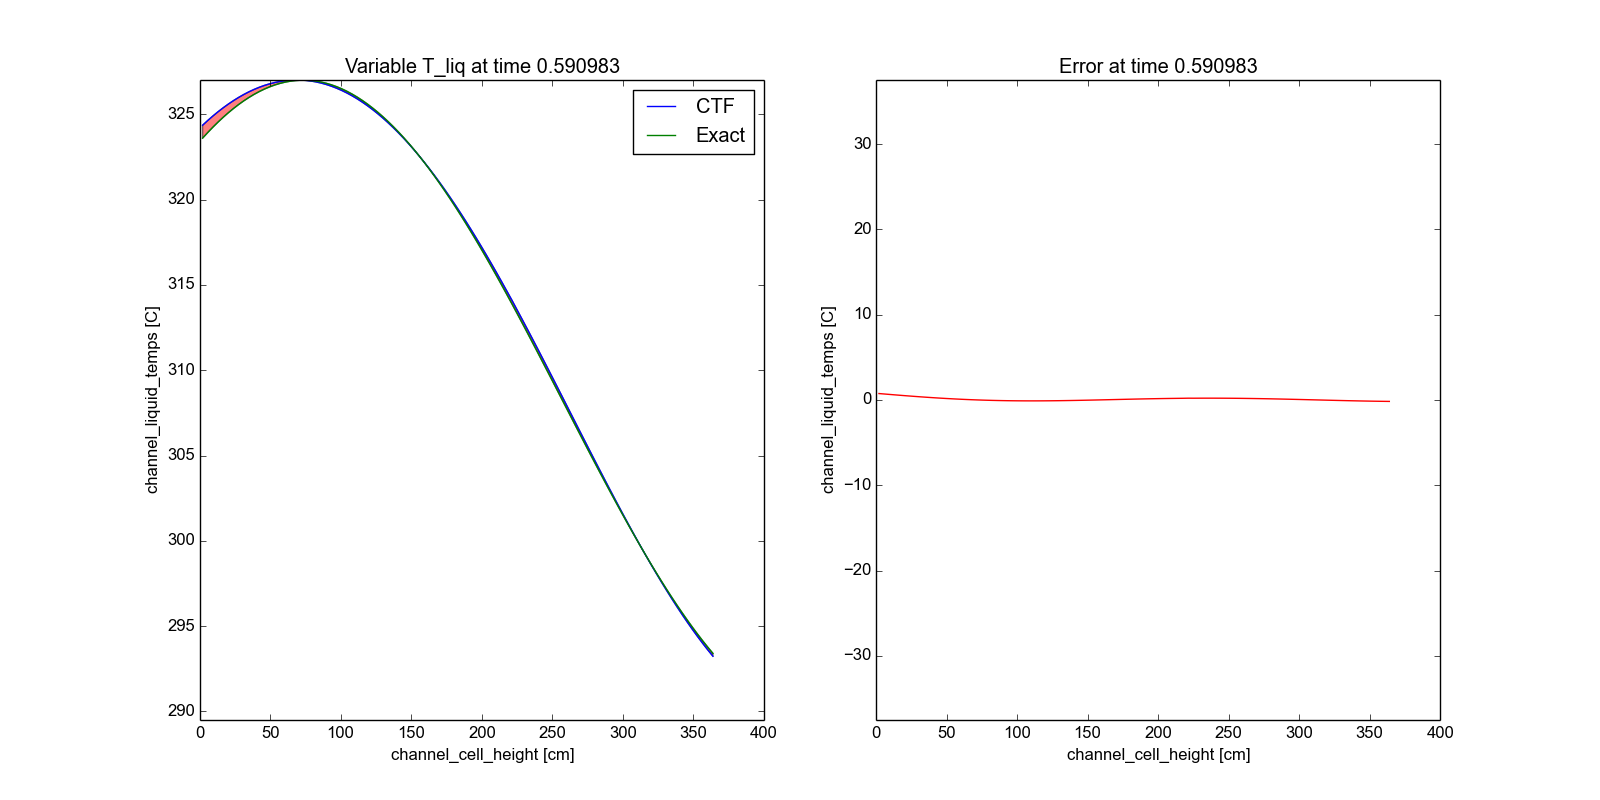 Variable T_liq at time 0.590983
CTF
Exact
325
320
315
310
305
300
295
290
channel_liquid_temps [C]
0 50 100 150 200 250 300 350 400
channel_cell_height [cm]
Error at time 0.590983
30
20
10
0
−10
−20
−30
channel_liquid_temps [C]
0 50 100 150 200 250 300 350 400
channel_cell_height [cm]